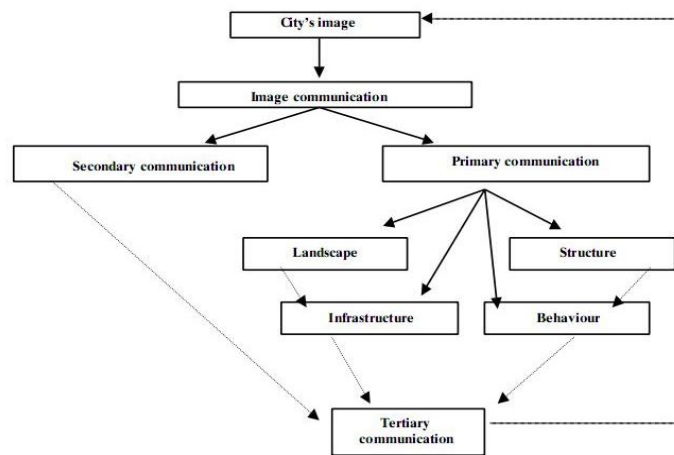 City's image
Image communication
Secondary communication
Primary communication
Landscape
Structure
Infrastructure
Behaviour
Tertiary
communication